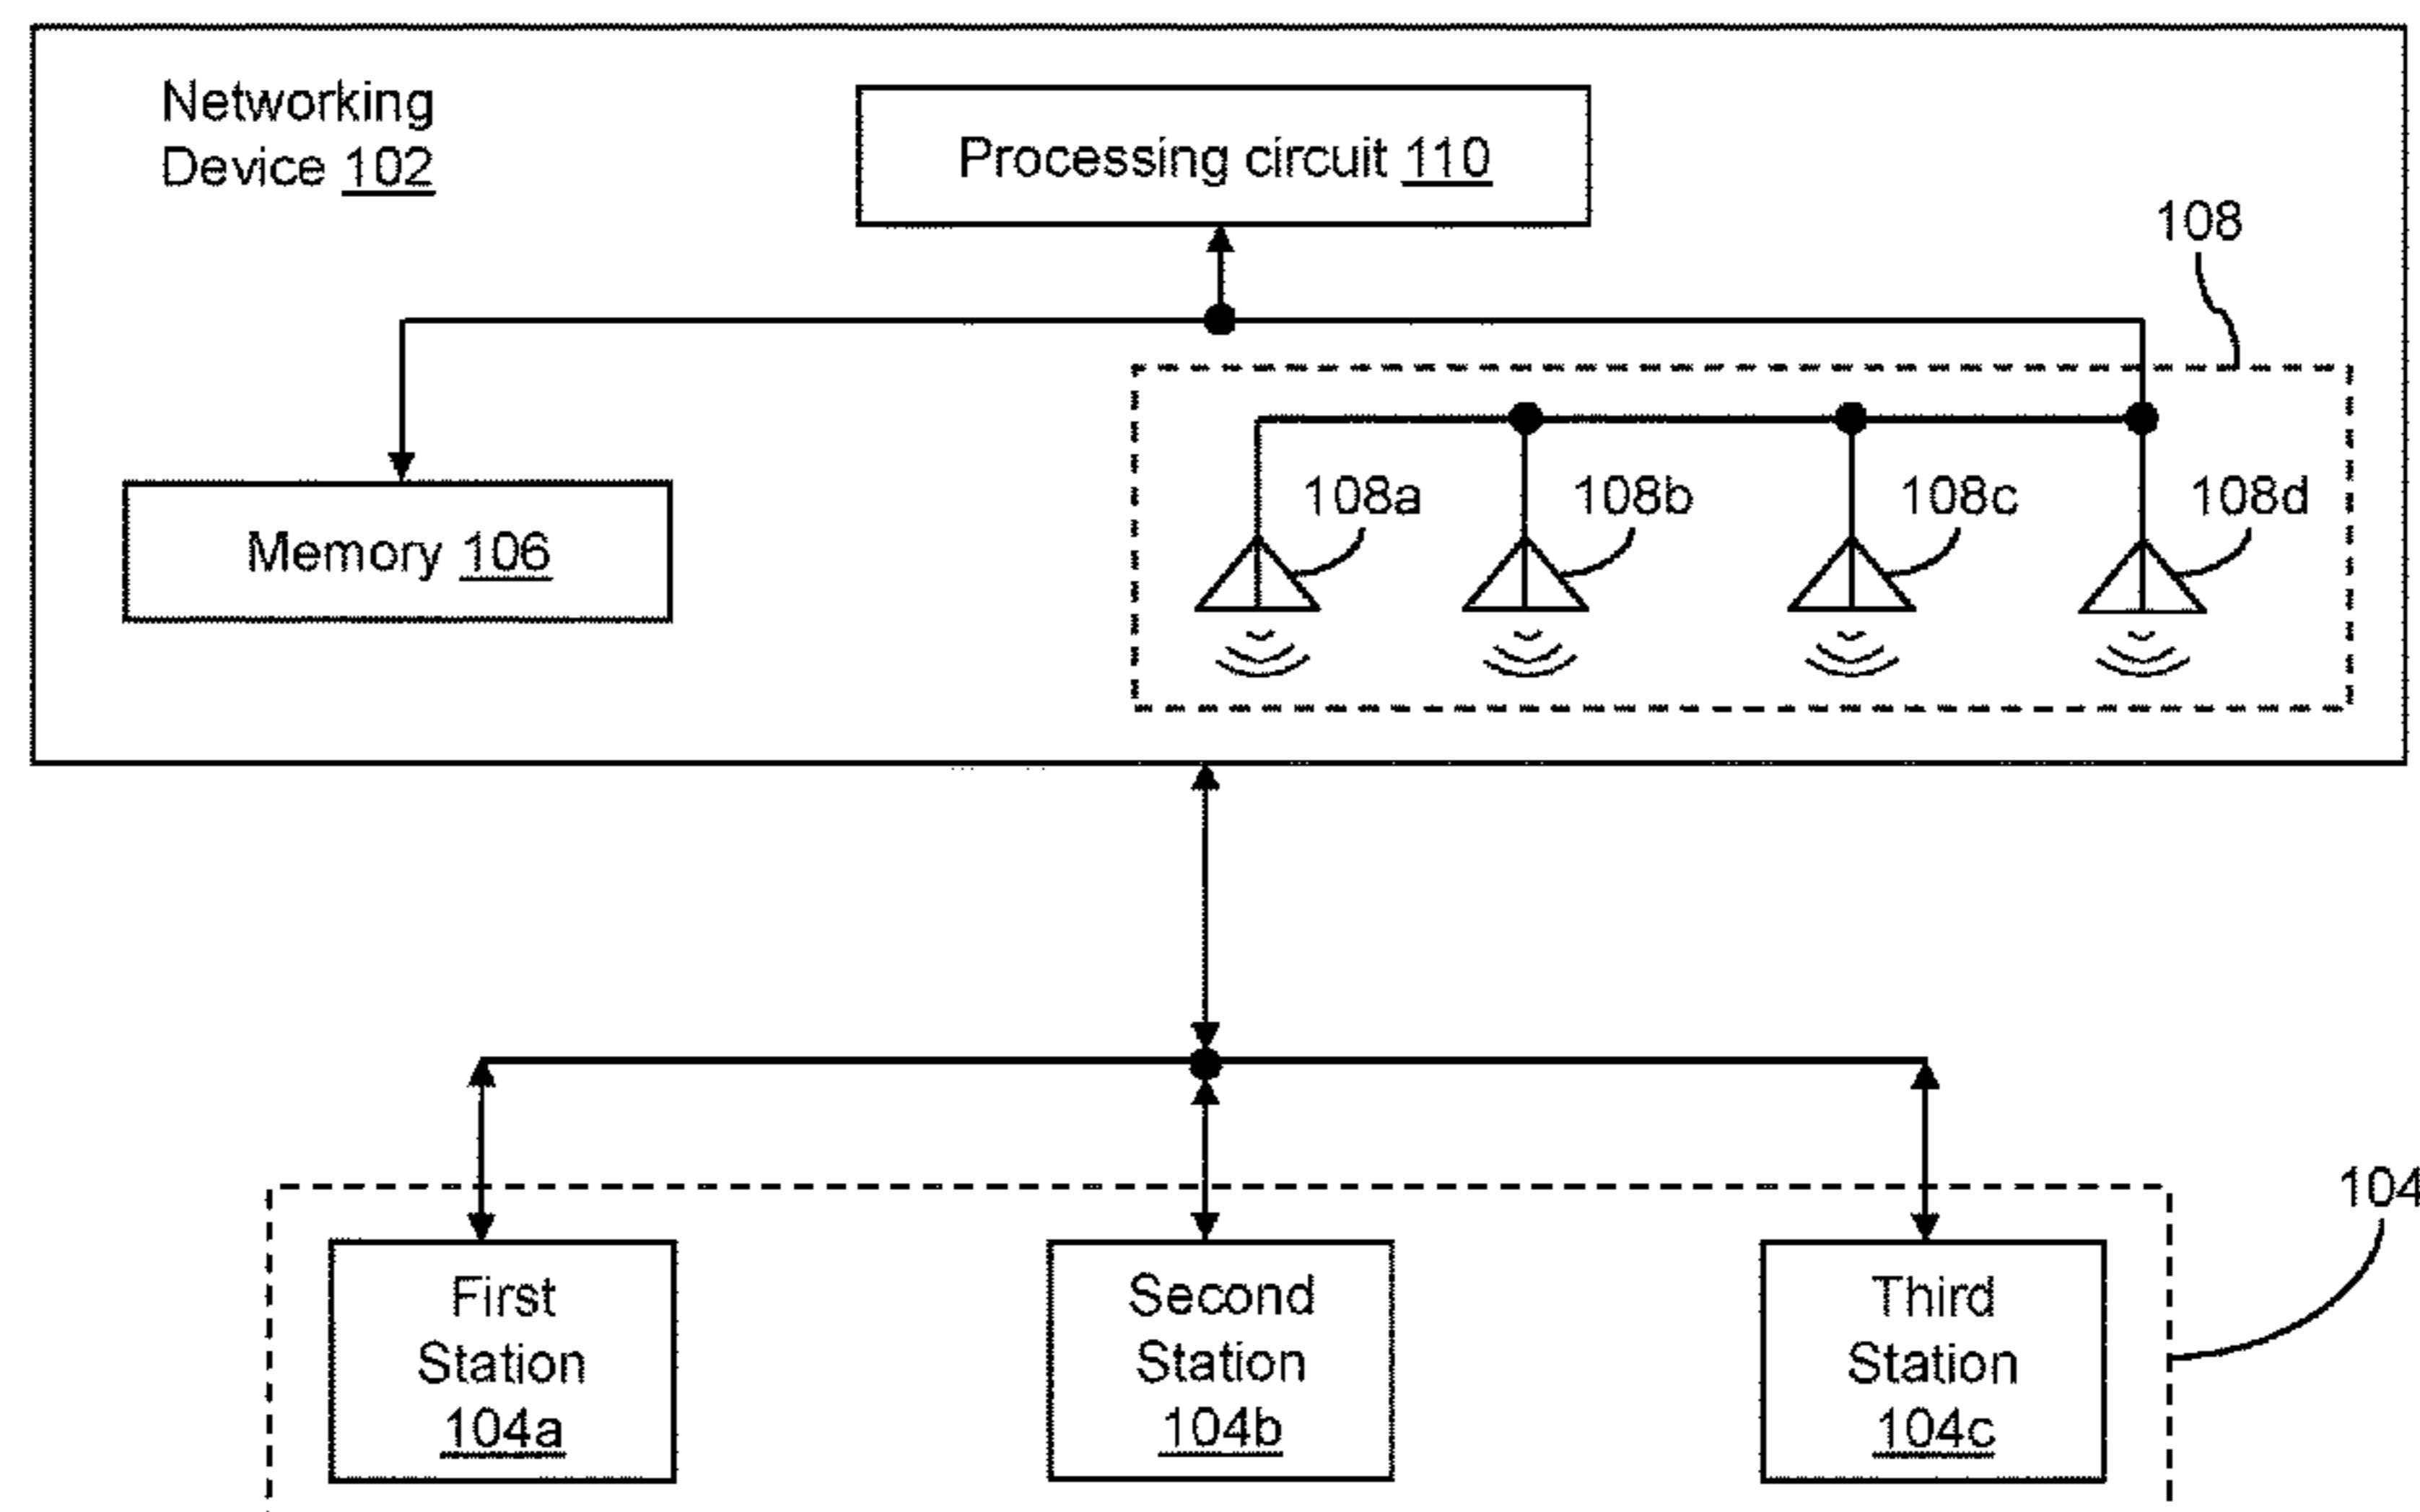 Networking
Device 102
Processing circuit 110
108
Memory 106
108a
108b
108c
108d
104
First
Station
104a
Second
Station
104b
Third
Station
104c